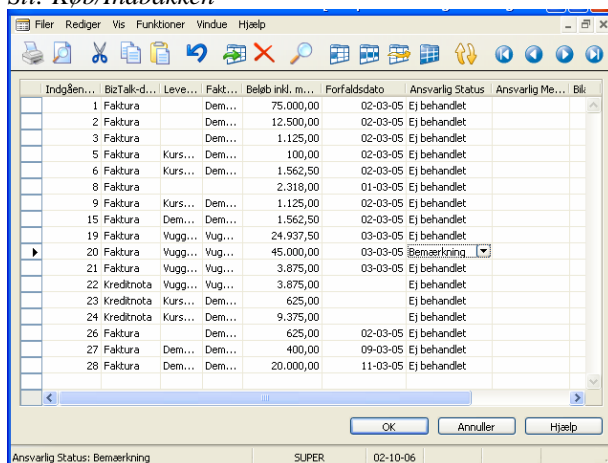 Sti: Køb/Indbakken
Filer Rediger Vis Funktioner Vindue Hjælp
Indgåen... BizTalk-d... Leve... Fakt... Beløb inkl. m... Forfaldsdato Ansvarlig Status Ansvarlig Me... Bila
1 Faktura Dem... 75.000,00 02-03-05 Ej behandlet
2 Faktura Dem... 12.500,00 02-03-05 Ej behandlet
3 Faktura Dem... 1.125,00 02-03-05 Ej behandlet
5 Faktura Kurs... Dem... 100,00 02-03-05 Ej behandlet
6 Faktura Kurs... Dem... 1.562,50 02-03-05 Ej behandlet
8 Faktura 2.318,00 01-03-05 Ej behandlet
9 Faktura Kurs... Dem... 1.125,00 02-03-05 Ej behandlet
15 Faktura Dem... Dem... 1.562,50 02-03-05 Ej behandlet
19 Faktura Vugg... Vug... 24.937,50 03-03-05 Ej behandlet
20 Faktura Vugg... Vug... 45.000,00 03-03-05 Bemærkning
21 Faktura Vugg... Vug... 3.875,00 03-03-05 Ej behandlet
22 Kreditnota Vugg... Vug... 3.875,00 Ej behandlet
23 Kreditnota Kurs... Dem... 625,00 Ej behandlet
24 Kreditnota Kurs... Dem... 9.375,00 Ej behandlet
26 Faktura Dem... 625,00 02-03-05 Ej behandlet
27 Faktura Dem... Dem... 400,00 09-03-05 Ej behandlet
28 Faktura Dem... Dem... 20.000,00 11-03-05 Ej behandlet
OK Annuller Hjælp
Ansvarlig Status: Bemærkning SUPER 02-10-06